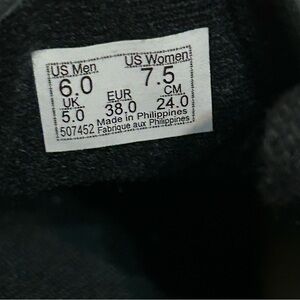 US Men US Women
6.0 7.5
UK EUR CM
5.0 38.0 24.0
Made in Philippines
507452 Fabrique aux Philippines